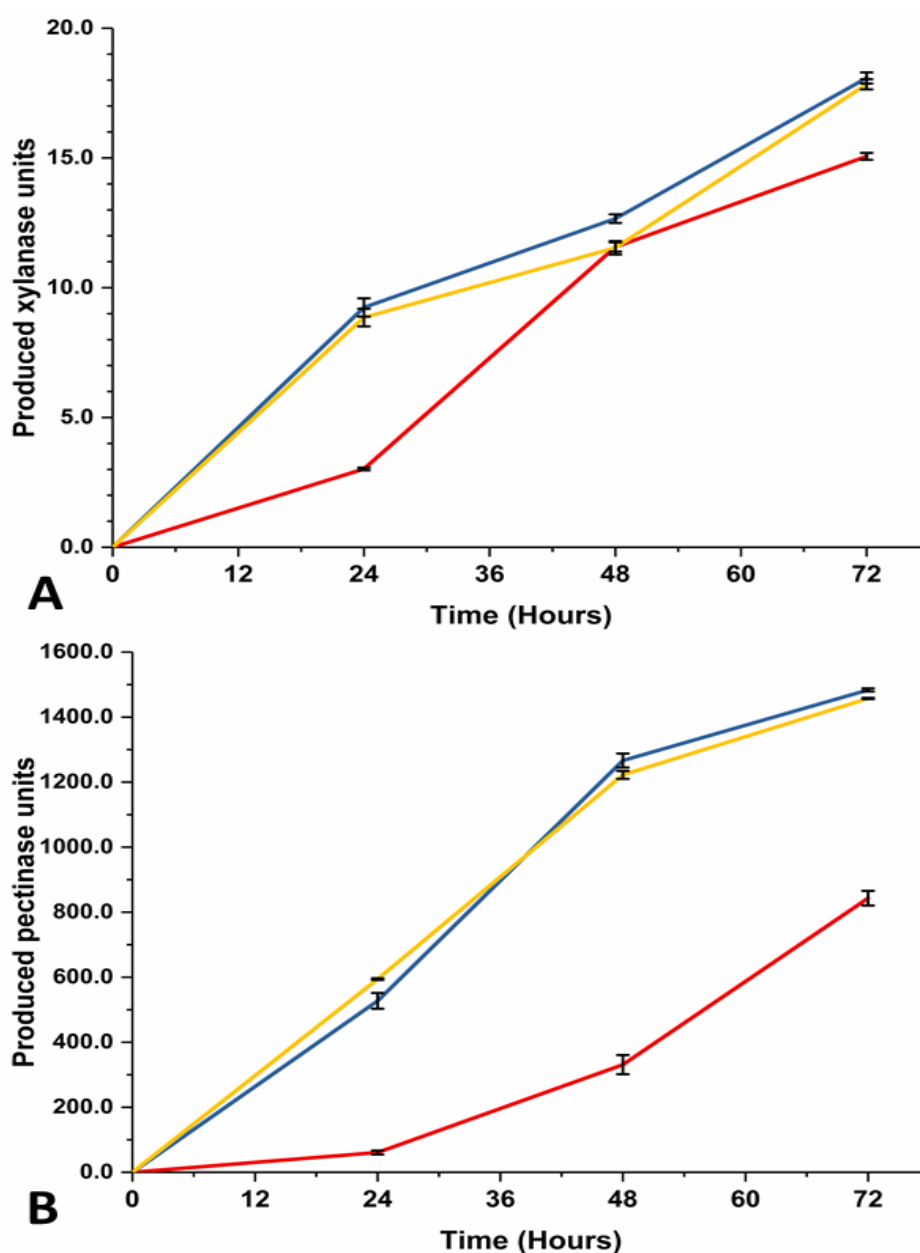 20.0
15.0
10.0
5.0
0.0
Produced xylanase units
0 12 24 36 48 60 72
A
Time (Hours)
1600.0
1400.0
1200.0
1000.0
800.0
600.0
400.0
200.0
0.0
Produced pectinase units
0 12 24 36 48 60 72
B
Time (Hours)